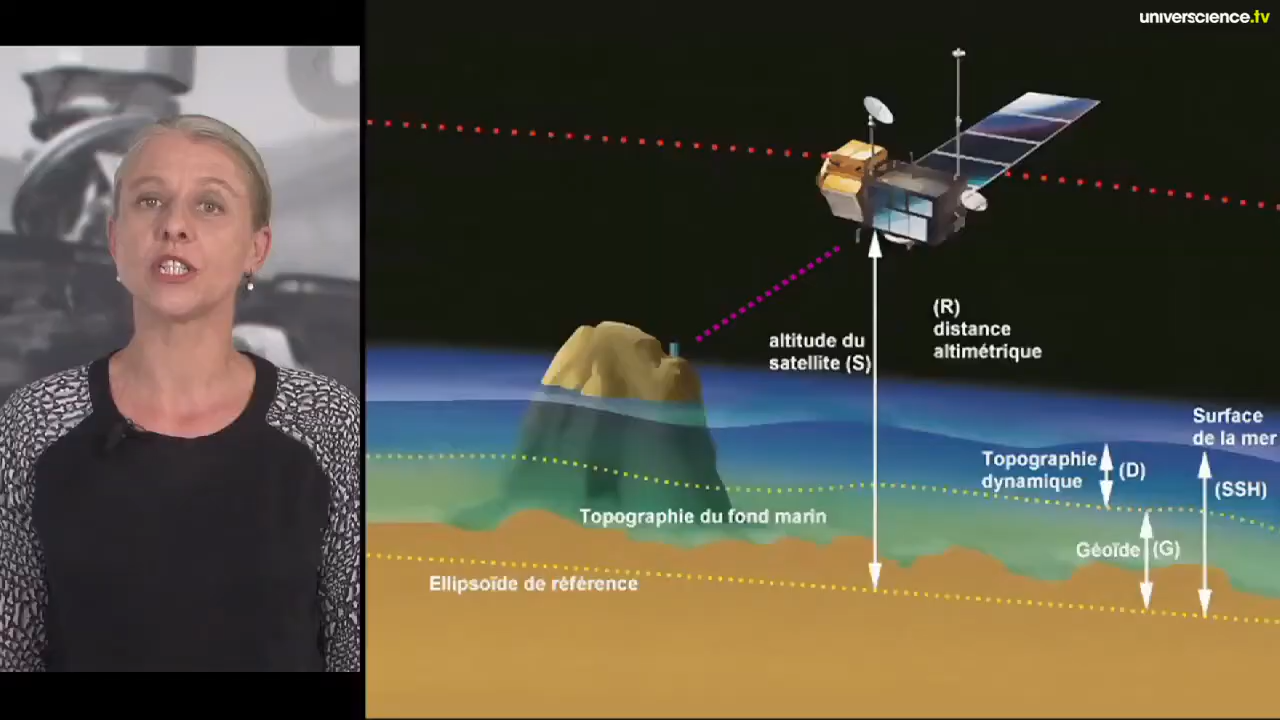 universcience.tv
(R)
distance
altimétrique
altitude du
satellite (S)
Surface
de la mer
Topographie
dynamique
(D)
(SSH)
Topographie du fond marin
Géoïde (G)
Ellipsoïde de référence